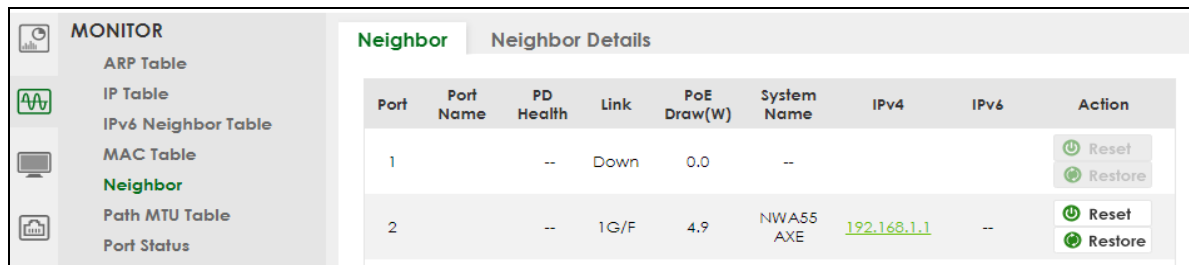 MONITOR
ARP Table
IP Table
IPv6 Neighbor Table
MAC Table
Neighbor
Path MTU Table
Port Status
Neighbor Neighbor Details
Port Port Name PD Health Link PoE Draw(W) System Name IPv4 IPv6 Action
1 -- Down 0.0 -- Reset Restore
2 -- 1G/F 4.9 NWA55 AXE 192.168.1.1 -- Reset Restore